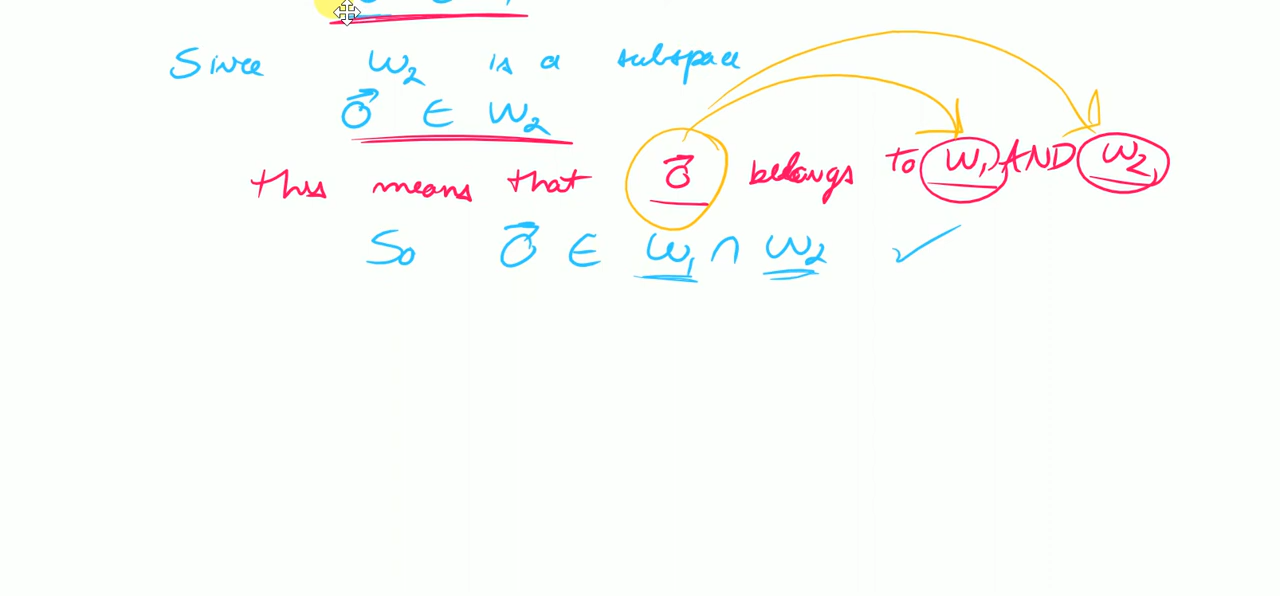 Since W₂ is a subspace
0⃗ ∈ W₂
this means that 0⃗ belongs to W₁ AND W₂
So 0⃗ ∈ W₁ ∩ W₂ ✓